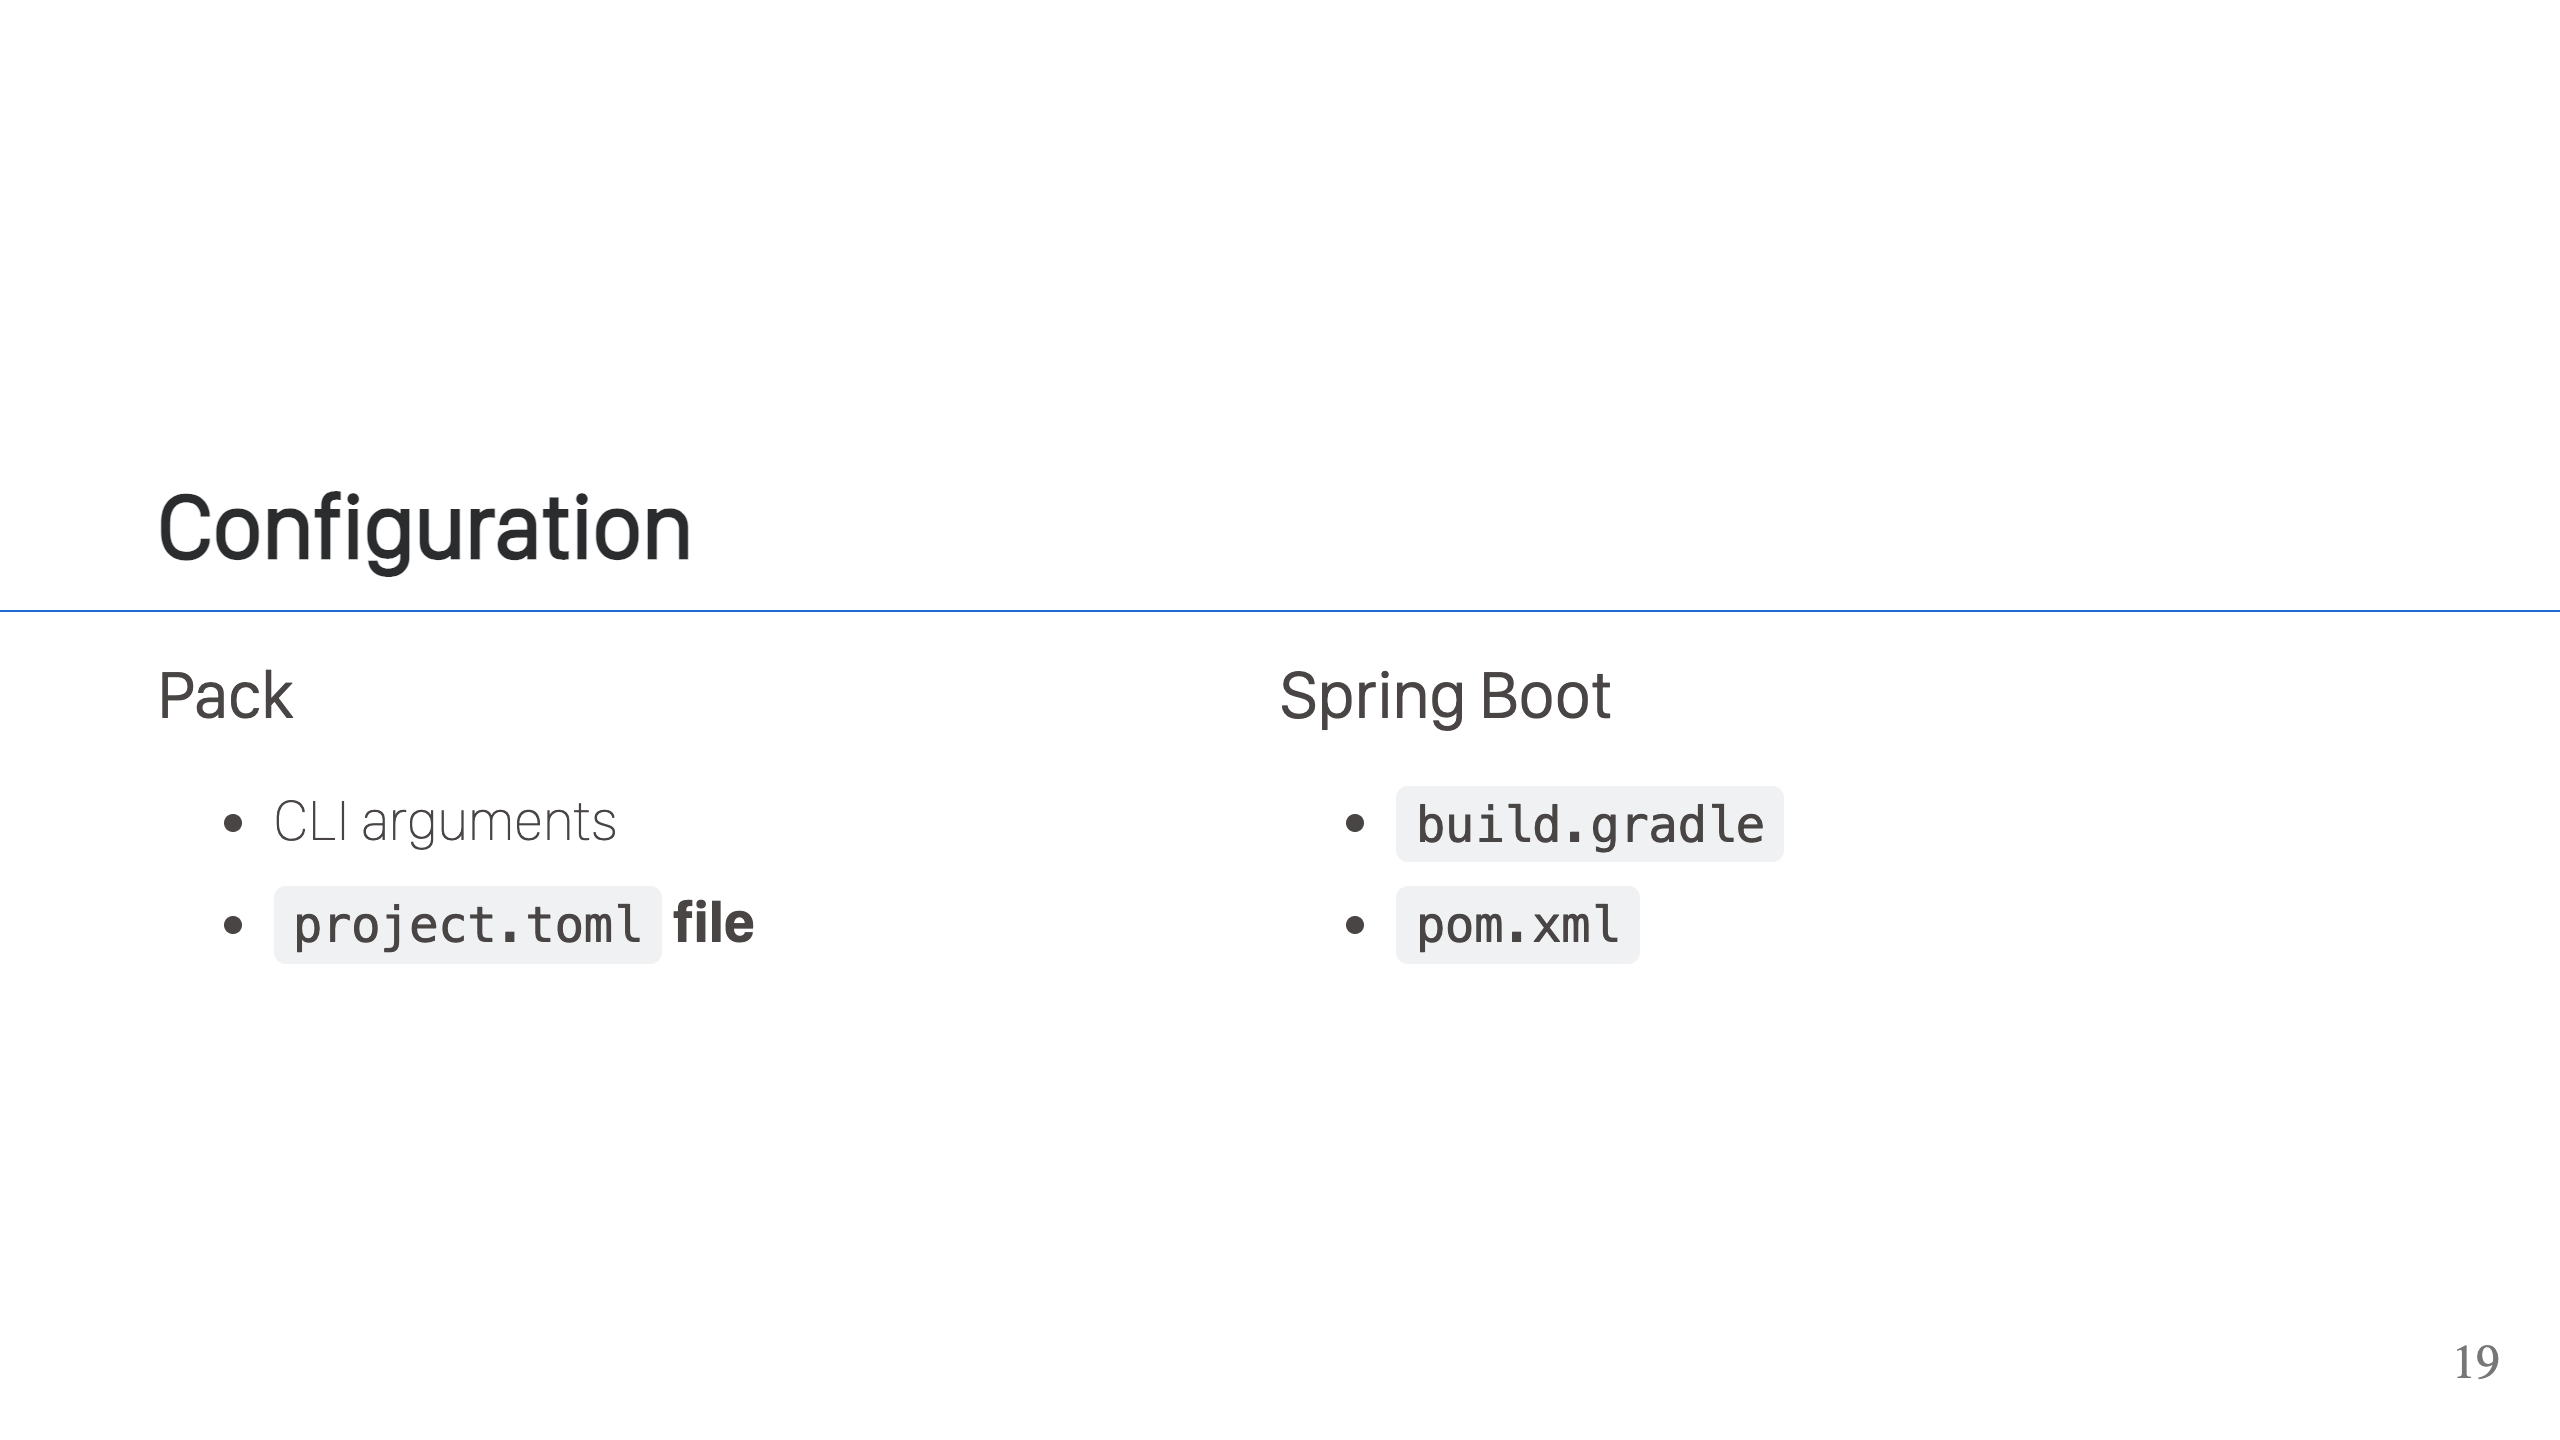 Configuration
Pack
CLI arguments
project.toml file
Spring Boot
build.gradle
pom.xml
19